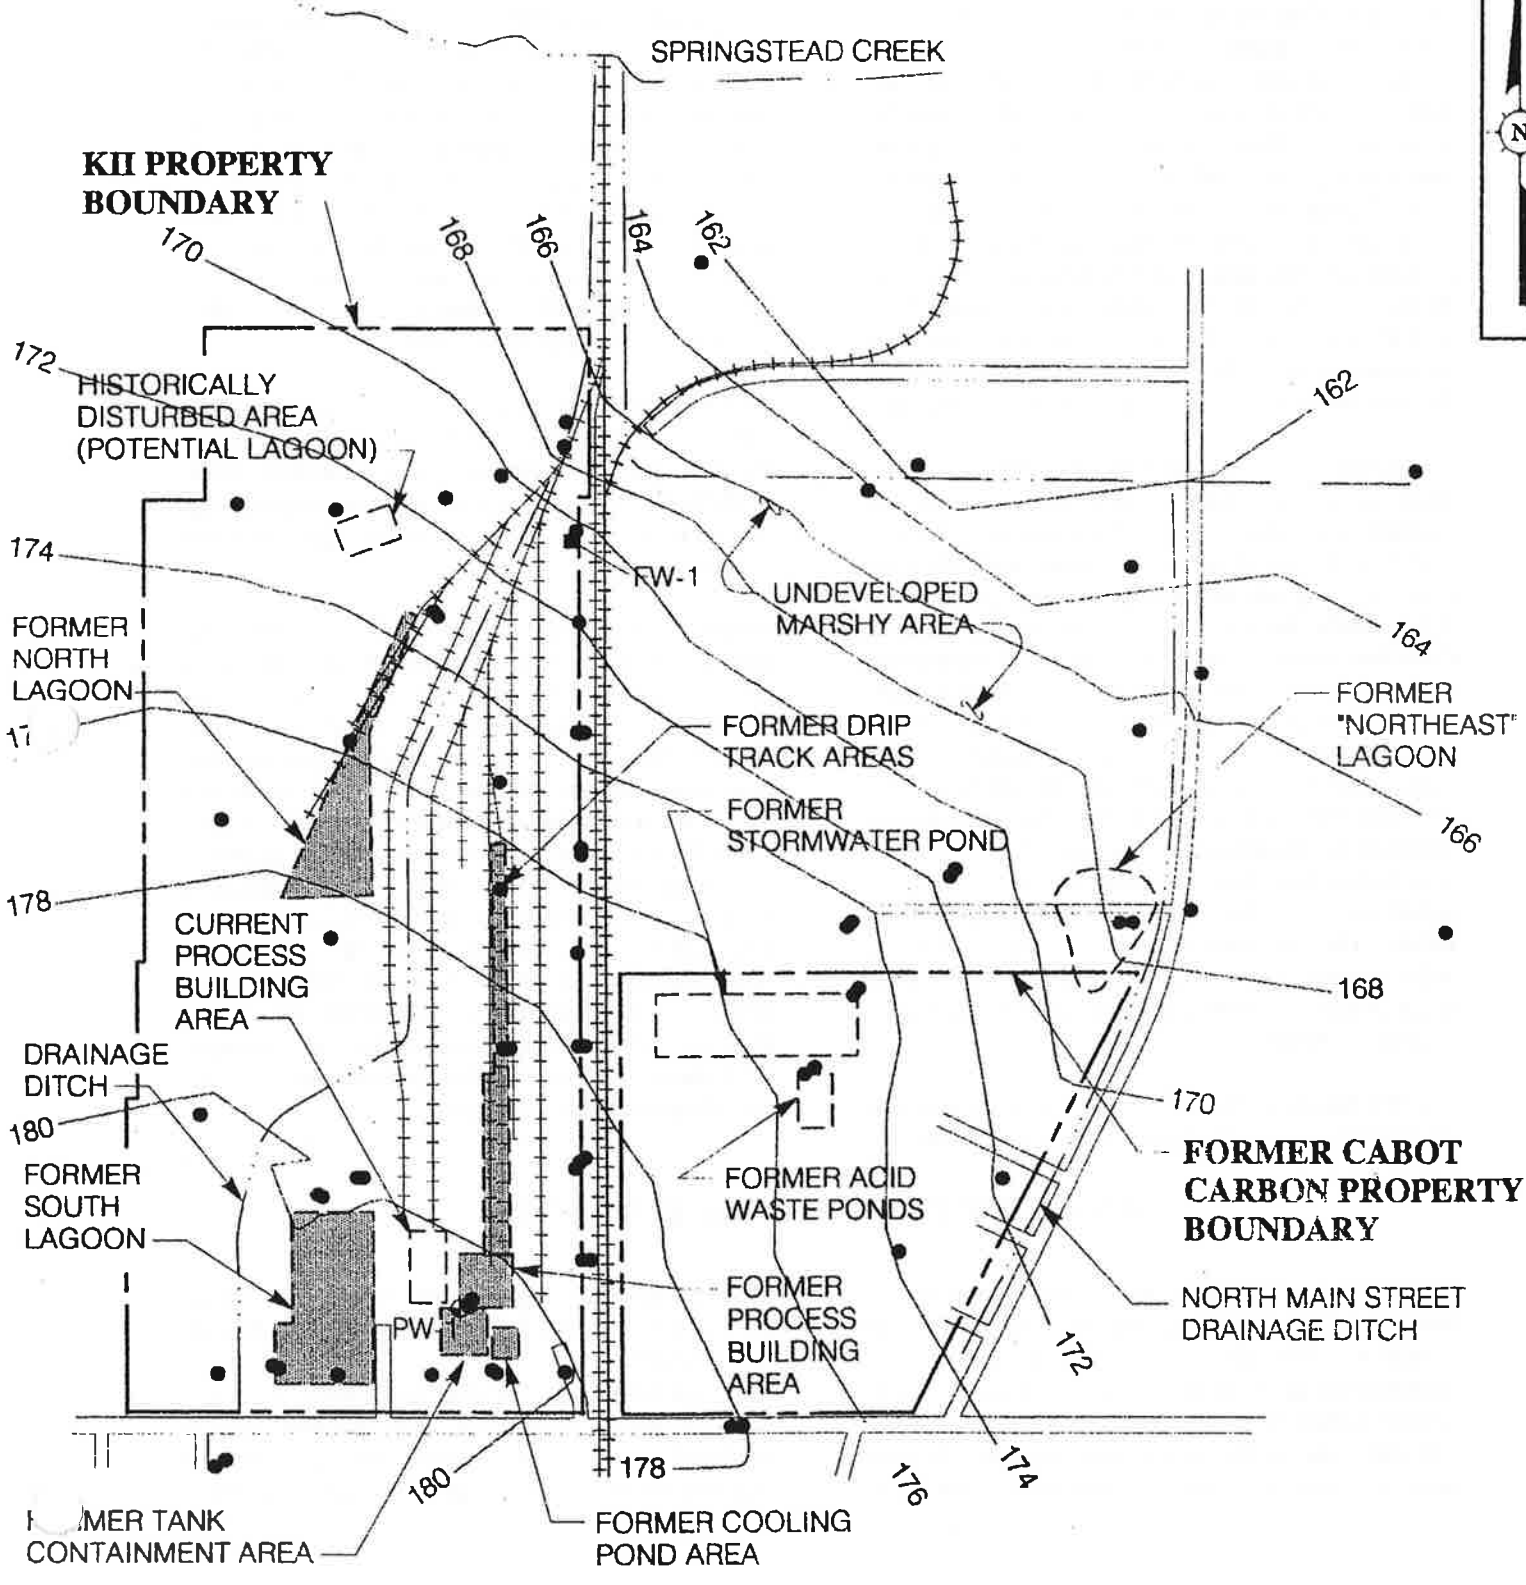 SPRINGSTEAD CREEK
N
KII PROPERTY
BOUNDARY
170
168
166
164
162
172
HISTORICALLY
DISTURBED AREA
(POTENTIAL LAGOON)
162
174
FW-1
UNDEVELOPED
MARSHY AREA
164
FORMER
NORTH
LAGOON
FORMER
"NORTHEAST"
LAGOON
17
FORMER DRIP
TRACK AREAS
FORMER
STORMWATER POND
166
178
CURRENT
PROCESS
BUILDING
AREA
168
DRAINAGE
DITCH
170
180
FORMER CABOT
CARBON PROPERTY
BOUNDARY
FORMER
SOUTH
LAGOON
FORMER ACID
WASTE PONDS
FORMER
PROCESS
BUILDING
AREA
NORTH MAIN STREET
DRAINAGE DITCH
PW-
172
174
176
178
180
MER TANK
CONTAINMENT AREA
FORMER COOLING
POND AREA